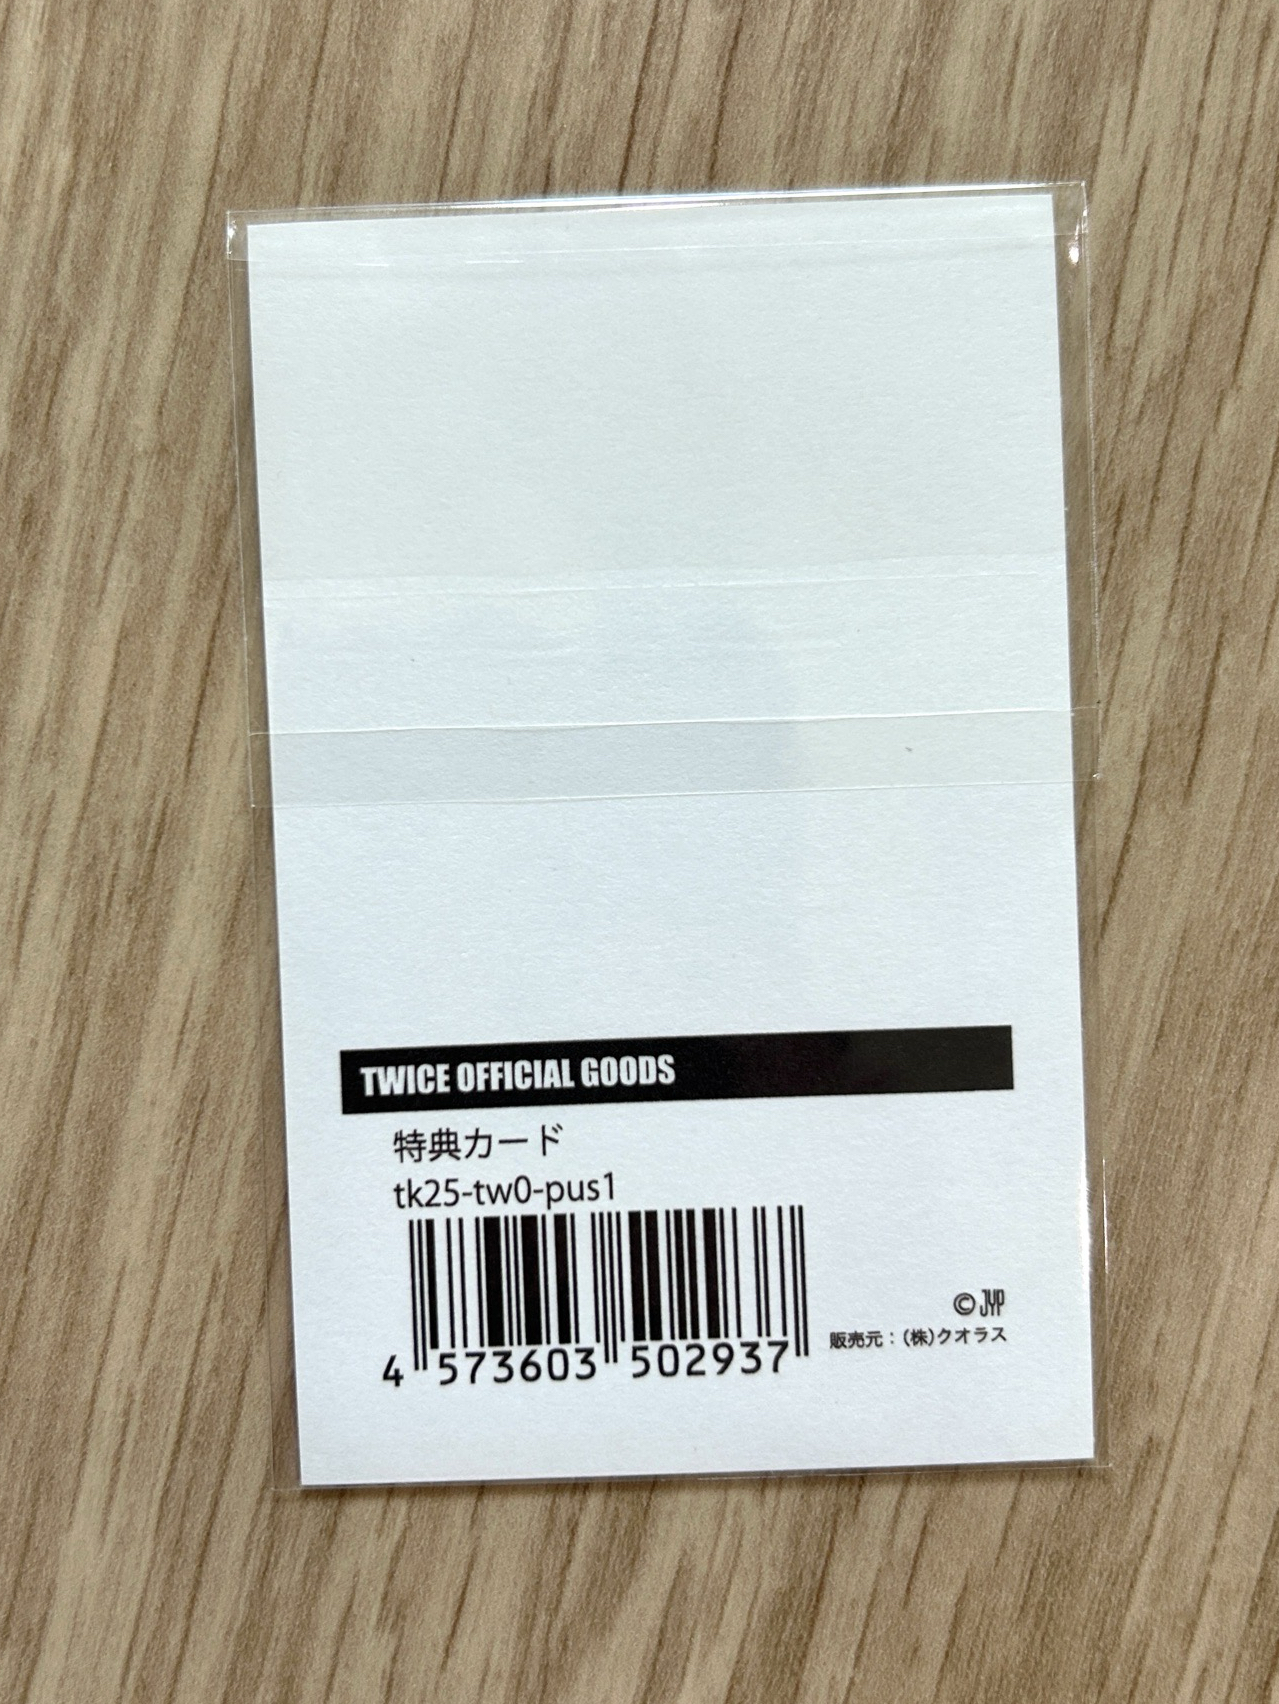 TWICE OFFICIAL GOODS
特典カード
tk25-tw0-pus1
4 573603 502937
© JYP
販売元：(株)クオラス